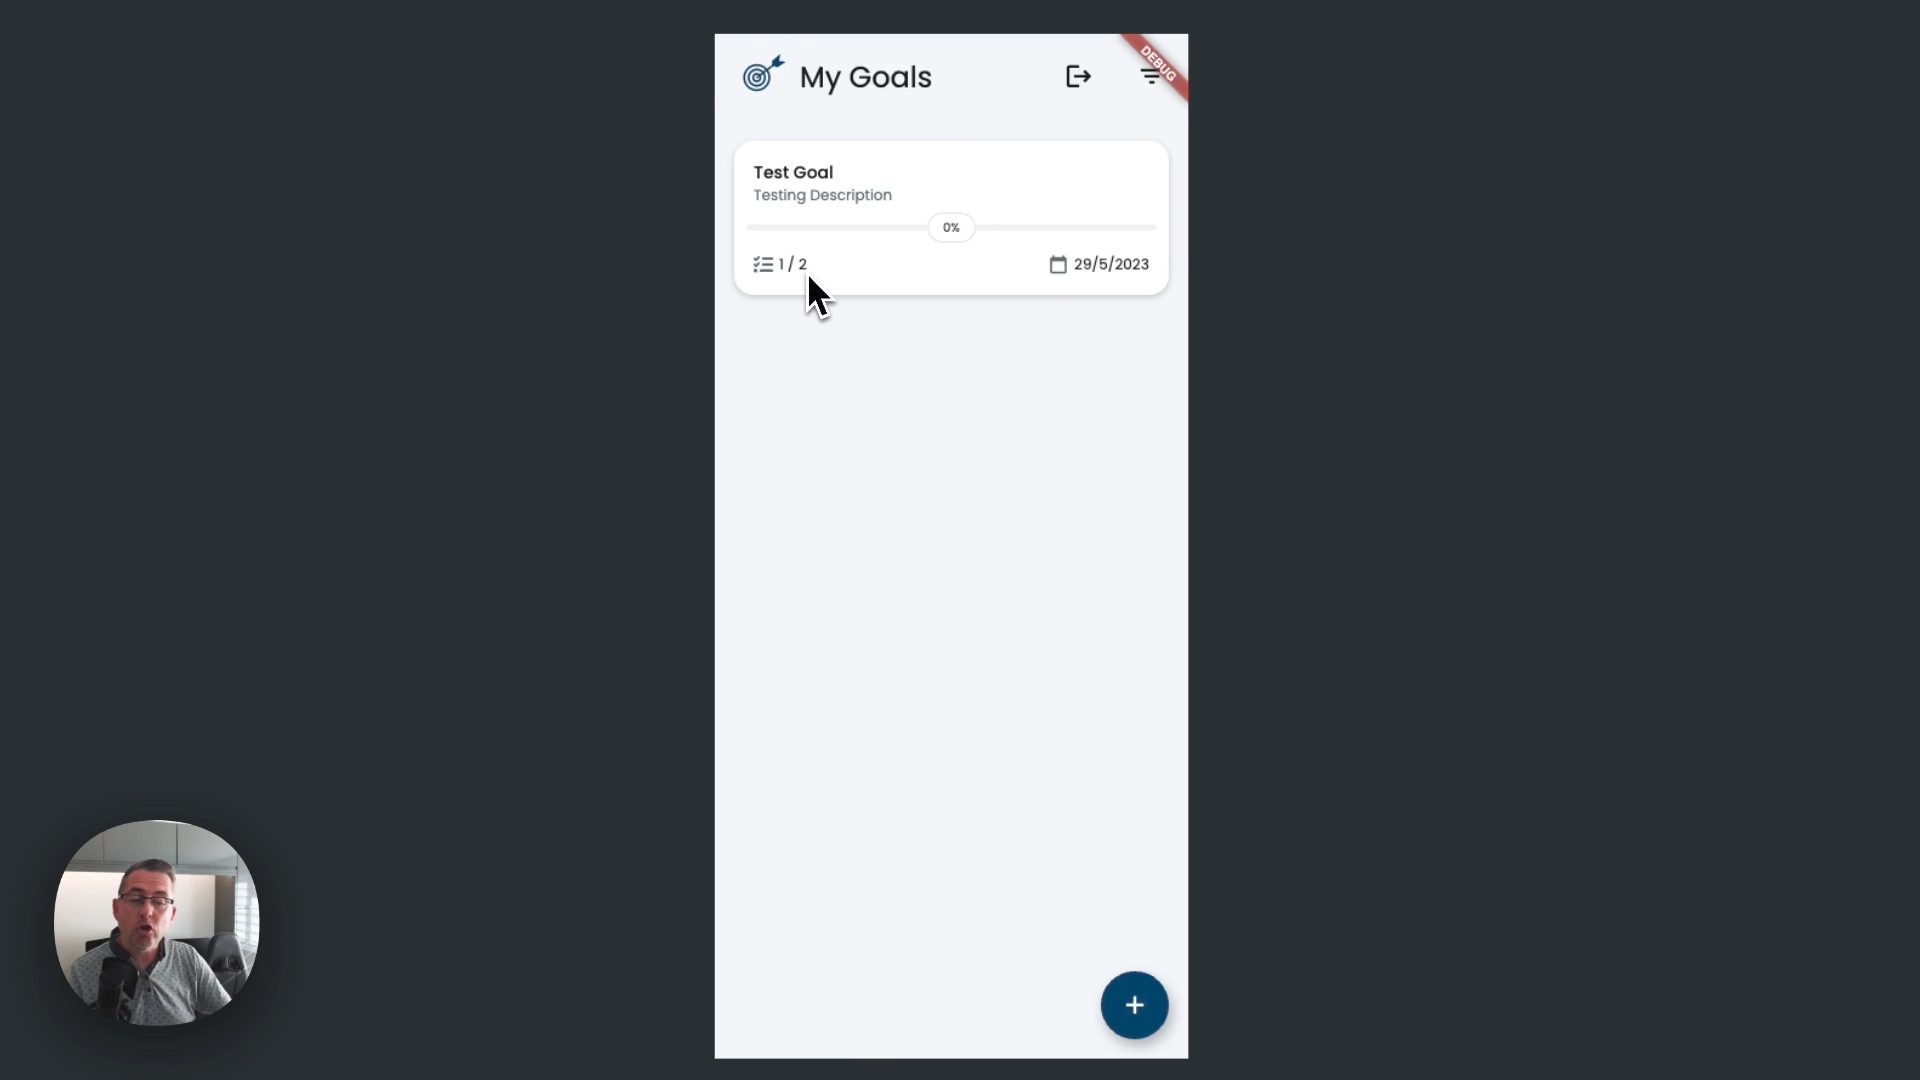 My Goals
DEBUG
Test Goal
Testing Description
0%
1 / 2
29/5/2023